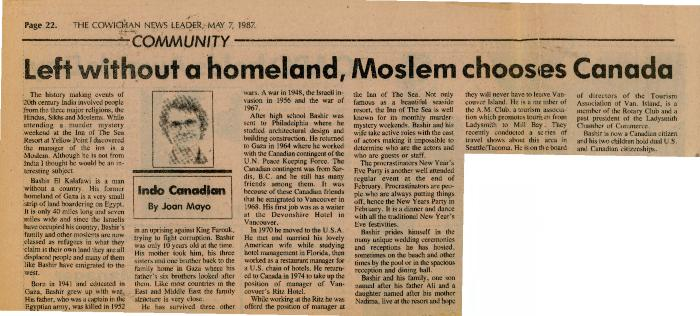 Page 22. THE COWICHAN NEWS LEADER, MAY 7, 1987.
COMMUNITY
Left without a homeland, Moslem chooses Canada
The history making events of
20th century India involved people
from the three major religions, the
Hindus, Sikhs and Moslems. While
attending a murder mystery
weekend at the Inn of The Sea
Resort at Yellow Point I discovered
the manager of the inn is a
Moslem. Although he is not from
India I thought he would be an in-
teresting subject.
Bashir El Kalafawi is a man
without a country. His former
homeland of Gaza is a very small
strip of land boardering on Egypt.
It is only 40 miles long and seven
miles wide and since the Israelis
have occupied his country, Bashir's
family and other moslems are now
classed as refugees in what they
claim is their own land they are all
displaced people and many of them
like Bashir have emigrated to the
west.
Born in 1941 and educated in
Gaza, Bashir grew up with war.
His father, who was a captain in the
Egyptian army, was killed in 1952
Indo Canadian
By Joan Mayo
in an uprising against King Farouk,
trying to fight corruption. Bashir
was only 10 years old at the time.
His mother took him, his three
sisters and one brother back to the
family home in Gaza where his
father's six brothers looked after
them. Like most countries in the
East and Middle East the family
structure is very close.
He has survived three other
wars. A war in 1948, the Israeli in-
vasion in 1956 and the war of
1967.
After high school Bashir was
sent to Philadelphia where he
studied architectural design and
building construction. He returned
to Gaza in 1964 where he worked
with the Canadian contingent of the
U.N. Peace Keeping Force. The
Canadian contingent was from Sar-
dis, B.C. and he still has many
friends among them. It was
because of these Canadian friends
that he emigrated to Vancouver in
1968. His first job was as a waiter
at the Devonshire Hotel in
Vancouver.
In 1970 he moved to the U.S.A.
He met and married his lovely
American wife while studying
hotel management in Florida, then
worked as a restaurant manager for
a U.S. chain of hotels. He return-
ed to Canada in 1974 to take up the
position of manager of Van-
couver's Ritz Hotel.
While working at the Ritz he was
offered the position of manager at
the Inn of The Sea. Not only
famous as a beautiful seaside
resort, the Inn of The Sea is well
known for its monthly murder-
mystery weekends. Bashir and his
wife take active roles with the cast
of actors making it impossible to
determine who are the actors and
who are guests or staff.
The procrastinators New Year's
Eve Party is another well attended
regular event at the end of
February. Procrastinators are peo-
ple who are always putting things
off, hence the New Years Party in
February. It is a dinner and dance
with all the traditional New Year's
Eve festivities.
Bashir prides himself in the
many unique wedding ceremonies
and receptions he has hosted,
sometimes on the beach and other
times by the pool or in the spacious
reception and dining hall.
Bashir and his family, one son
named after his father Ali and a
daughter named after his mother
Nadima, live at the resort and hope
they will never have to leave Van-
couver Island. He is a member of
the A.M. Club, a tourism associa-
tion which promotes tourism from
Ladysmith to Mill Bay. They
recently conducted a series of
travel shows about this area in
Seattle/Tacoma. He is on the board
of directors of the Tourism
Association of Van. Island, is a
member of the Rotary Club and a
past president of the Ladysmith
Chamber of Commerce.
Bashir is now a Canadian citizen
and his two children hold dual U.S.
and Canadian citizenships.